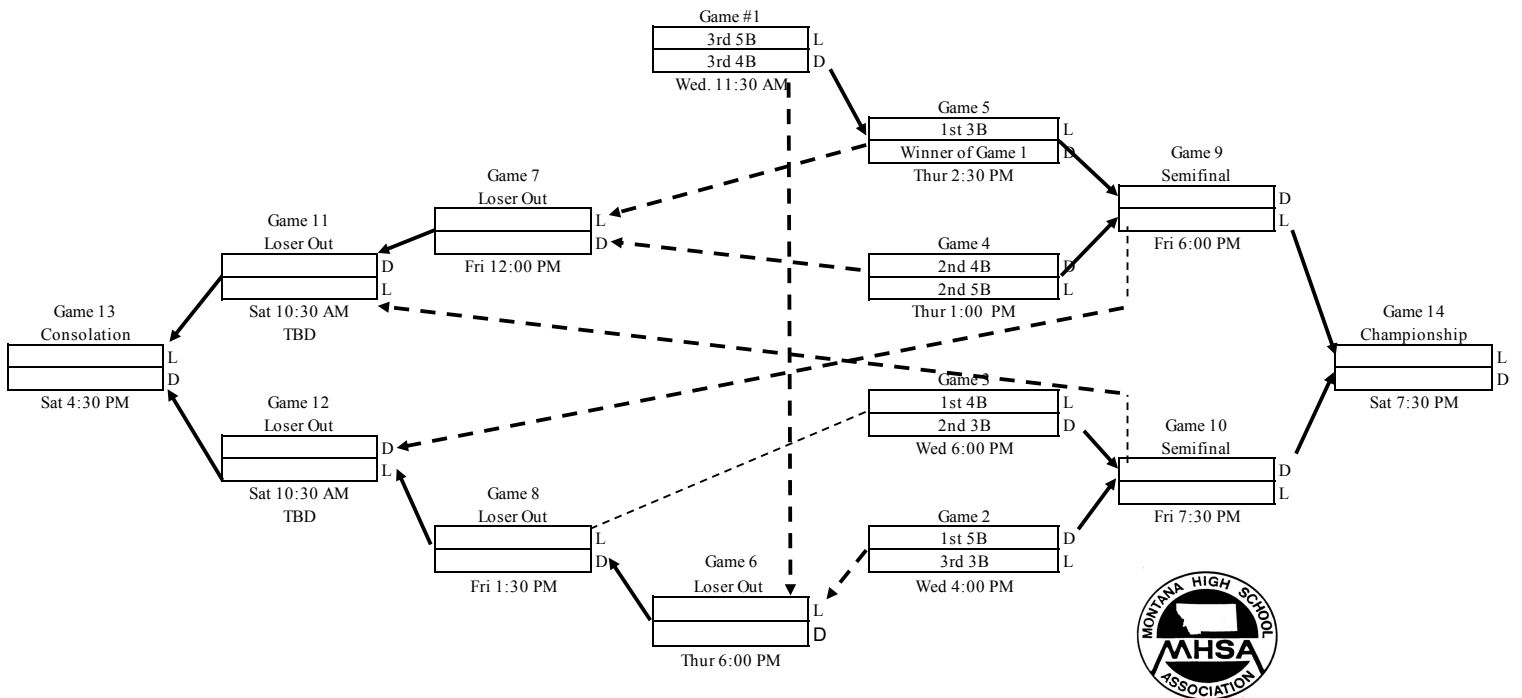 Game #1
3rd 5B L
3rd 4B D
Wed. 11:30 AM
Game 5
1st 3B L
Winner of Game 1 D
Thur 2:30 PM
Game 9
Semifinal
D
L
Fri 6:00 PM
Game 7
Loser Out
L
D
Fri 12:00 PM
Game 11
Loser Out
D
L
Sat 10:30 AM
TBD
Game 4
2nd 4B D
2nd 5B L
Thur 1:00 PM
Game 13
Consolation
L
D
Sat 4:30 PM
Game 14
Championship
L
D
Sat 7:30 PM
Game 3
1st 4B L
2nd 3B D
Wed 6:00 PM
Game 12
Loser Out
D
L
Sat 10:30 AM
TBD
Game 10
Semifinal
D
L
Fri 7:30 PM
Game 8
Loser Out
L
D
Fri 1:30 PM
Game 2
1st 5B D
3rd 3B L
Wed 4:00 PM
Game 6
Loser Out
L
D
Thur 6:00 PM
MONTANA HIGH SCHOOL
MHSA
ASSOCIATION